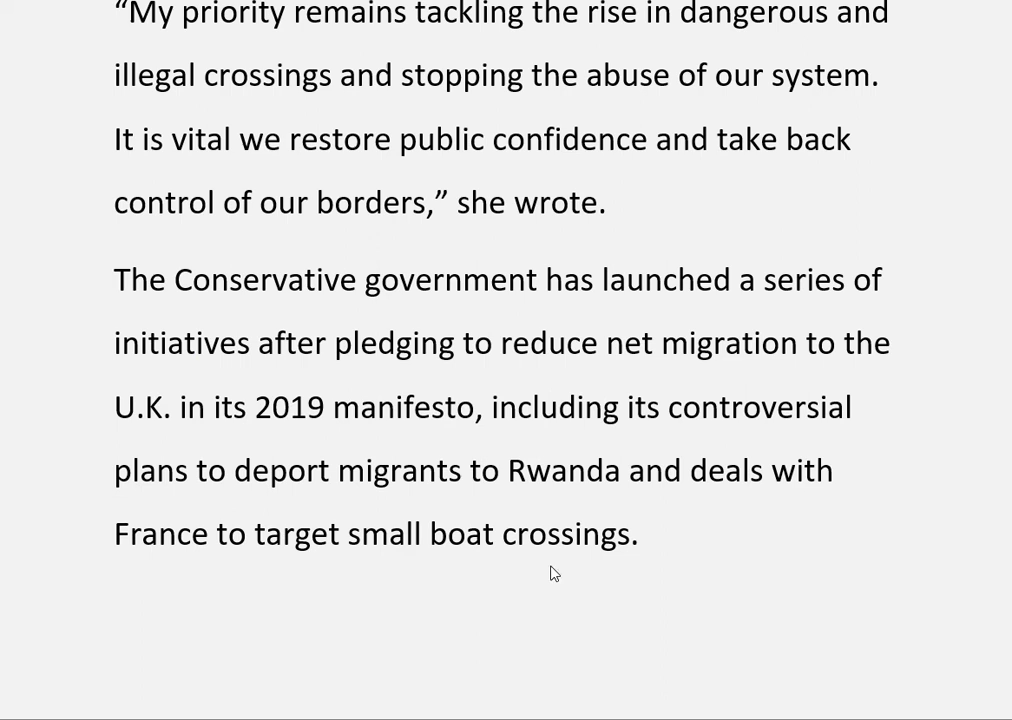 “My priority remains tackling the rise in dangerous and
illegal crossings and stopping the abuse of our system.
It is vital we restore public confidence and take back
control of our borders,” she wrote.
The Conservative government has launched a series of
initiatives after pledging to reduce net migration to the
U.K. in its 2019 manifesto, including its controversial
plans to deport migrants to Rwanda and deals with
France to target small boat crossings.